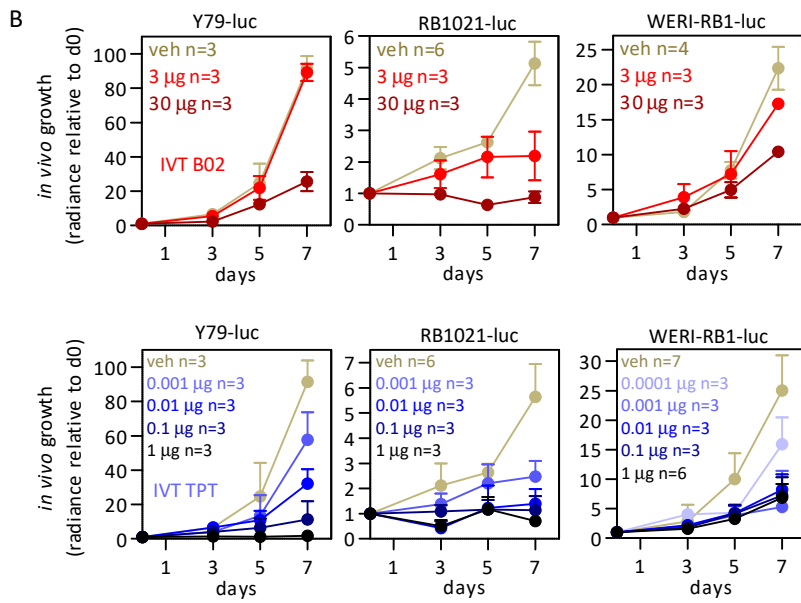 B
Y79-luc
in vivo growth
(radiance relative to d0)
100
80
60
40
20
0
veh n=3
3 µg n=3
30 µg n=3
IVT B02
1 3 5 7
days
RB1021-luc
6
5
4
3
2
1
0
veh n=6
3 µg n=3
30 µg n=3
1 3 5 7
days
WERI-RB1-luc
25
20
15
10
5
0
veh n=4
3 µg n=3
30 µg n=3
1 3 5 7
days
Y79-luc
in vivo growth
(radiance relative to d0)
100
80
60
40
20
0
veh n=3
0.001 µg n=3
0.01 µg n=3
0.1 µg n=3
1 µg n=3
IVT TPT
1 3 5 7
days
RB1021-luc
7
6
5
4
3
2
1
0
veh n=6
0.001 µg n=3
0.01 µg n=3
0.1 µg n=3
1 µg n=3
1 3 5 7
days
WERI-RB1-luc
30
25
20
15
10
5
0
veh n=7
0.0001 µg n=3
0.001 µg n=3
0.01 µg n=3
0.1 µg n=3
1 µg n=6
1 3 5 7
days